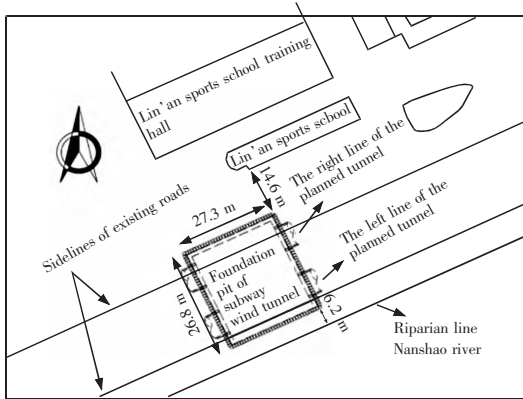 Lin'an sports school training
hall
Lin'an sports scbool
14.6 m
The right line of the
planned tunnel
27.3 m
The left line of the
planned tunnel
Sidelines of existing roads
Foundation
pit of
subway
wind tunnel
26.8 m
6.2 m
Riparian line
Nanshao river